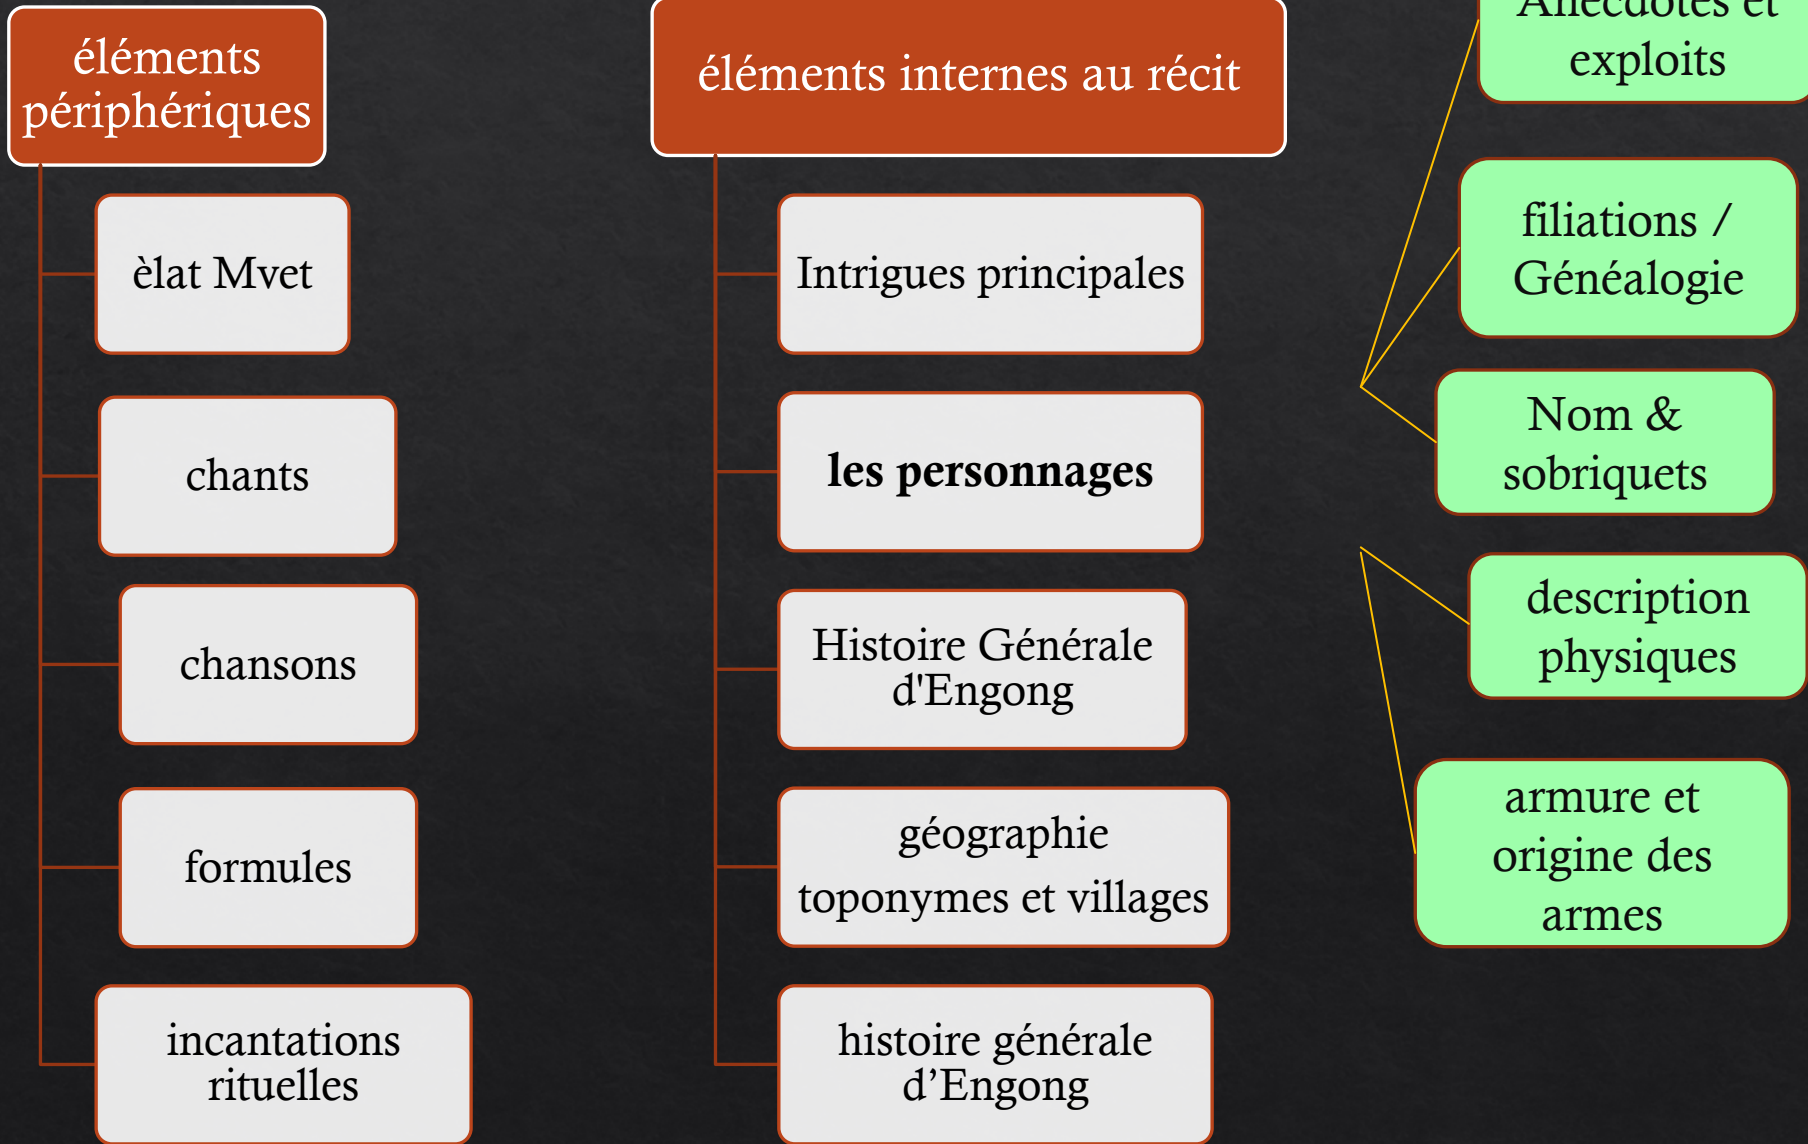 éléments
périphériques
èlat Mvet
chants
chansons
formules
incantations
rituelles
éléments internes au récit
Intrigues principales
les personnages
Histoire Générale
d'Engong
géographie
toponymes et villages
histoire générale
d’Engong
Anecdotes et
exploits
filiations /
Généalogie
Nom &
sobriquets
description
physiques
armure et
origine des
armes